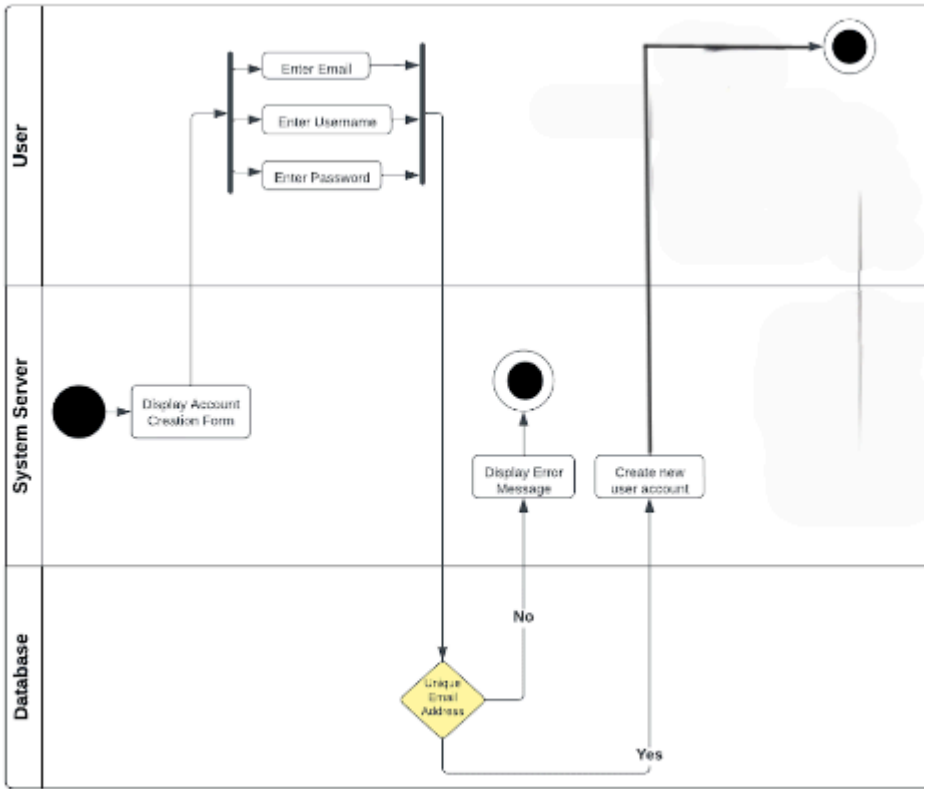 User
Enter Email
Enter Username
Enter Password
System Server
Display Account
Creation Form
Display Error
Message
Create new
user account
Database
No
Unique
Email
Address
Yes